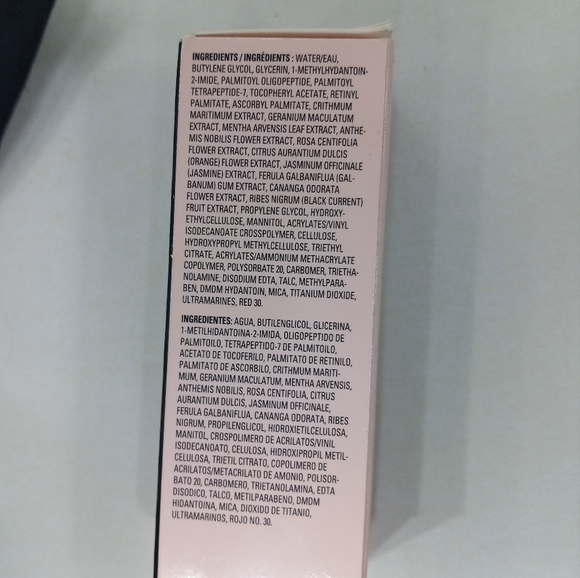 INGREDIENTS / INGRÉDIENTS : WATER/EAU,
BUTYLENE GLYCOL, GLYCERIN, 1-METHYLHYDANTOIN-
2-IMIDE, PALMITOYL OLIGOPEPTIDE, PALMITOYL
TETRAPEPTIDE-7, TOCOPHERYL ACETATE, RETINYL
PALMITATE, ASCORBYL PALMITATE, CRITHMUM
MARITIMUM EXTRACT, GERANIUM MACULATUM
EXTRACT, MENTHA ARVENSIS LEAF EXTRACT, ANTHE-
MIS NOBILIS FLOWER EXTRACT, ROSA CENTIFOLIA
FLOWER EXTRACT, CITRUS AURANTIUM DULCIS
(ORANGE) FLOWER EXTRACT, JASMINUM OFFICINALE
(JASMINE) EXTRACT, FERULA GALBANIFLUA (GAL-
BANUM) GUM EXTRACT, CANANGA ODORATA
FLOWER EXTRACT, RIBES NIGRUM (BLACK CURRENT)
FRUIT EXTRACT, PROPYLENE GLYCOL, HYDROXY-
ETHYLCELLULOSE, MANNITOL, ACRYLATES/VINYL
ISODECANOATE CROSSPOLYMER, CELLULOSE,
HYDROXYPROPYL METHYLCELLULOSE, TRIETHYL
CITRATE, ACRYLATES/AMMONIUM METHACRYLATE
COPOLYMER, POLYSORBATE 20, CARBOMER, TRIETHA-
NOLAMINE, DISODIUM EDTA, TALC, METHYLPARA-
BEN, DMDM HYDANTOIN, MICA, TITANIUM DIOXIDE,
ULTRAMARINES, RED 30.
INGREDIENTES: AGUA, BUTILENGLICOL, GLICERINA,
1-METILHIDANTOINA-2-IMIDA, OLIGOPEPTIDO DE
PALMITOILO, TETRAPEPTIDO-7 DE PALMITOILO,
ACETATO DE TOCOFERILO, PALMITATO DE RETINILO,
PALMITATO DE ASCORBILO, CRITHMUM MARITI-
MUM, GERANIUM MACULATUM, MENTHA ARVENSIS,
ANTHEMIS NOBILIS, ROSA CENTIFOLIA, CITRUS
AURANTIUM DULCIS, JASMINUM OFFICINALE,
FERULA GALBANIFLUA, CANANGA ODORATA, RIBES
NIGRUM, PROPILENGLICOL, HIDROXIETILCELULOSA,
MANITOL, CROSPOLIMERO DE ACRILATOS/VINIL
ISODECANOATO, CELULOSA, HIDROXIPROPIL METIL-
CELULOSA, TRIETIL CITRATO, COPOLIMERO DE
ACRILATOS/METACRILATO DE AMONIO, POLISOR-
BATO 20, CARBOMERO, TRIETANOLAMINA, EDTA
DISODICO, TALCO, METILPARABENO, DMDM
HIDANTOINA, MICA, DIOXIDO DE TITANIO,
ULTRAMARINOS, ROJO NO. 30.